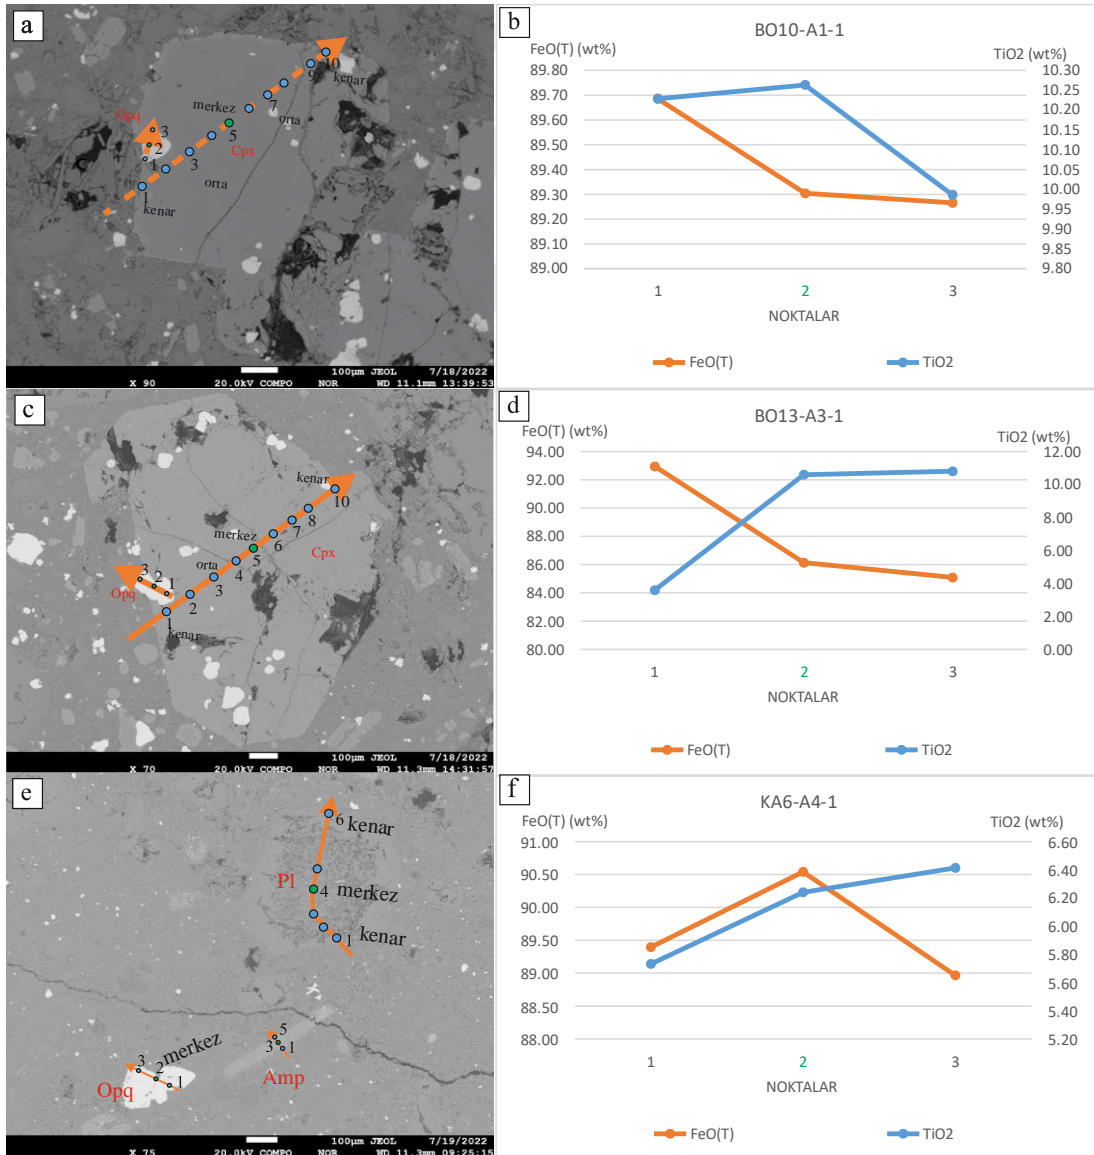 a
10
9
kenar
7
merkez
orta
Opq
3
5
Cpx
2
3
1
orta
1
kenar
100µm JEOL 7/18/2022
X 90 20.0kV COMPO NOR WD 11.1mm 13:39:53
b
BO10-A1-1
FeO(T) (wt%)
TiO2 (wt%)
89.80 10.30
89.70 10.25
89.60 10.20
89.50 10.15
89.40 10.10
89.30 10.05
89.20 10.00
89.10 9.95
89.00 9.90
9.85
9.80
1 2 3
NOKTALAR
FeO(T) TiO2
c
kenar
10
8
7
merkez
6
5
Cpx
orta
4
3
3
2
1
Opq
2
1
kenar
100µm JEOL 7/18/2022
X 70 20.0kV COMPO NOR WD 11.3mm 14:31:57
d
BO13-A3-1
FeO(T) (wt%)
TiO2 (wt%)
94.00 12.00
92.00 10.00
90.00 8.00
88.00 6.00
86.00 4.00
84.00 2.00
82.00 0.00
80.00
1 2 3
NOKTALAR
FeO(T) TiO2
e
6 kenar
Pl
4 merkez
1 kenar
5
3 1
Amp
merkez
3
2
1
Opq
100µm JEOL 7/19/2022
X 75 20.0kV COMPO NOR WD 11.3mm 09:25:15
f
KA6-A4-1
FeO(T) (wt%)
TiO2 (wt%)
91.00 6.60
90.50 6.40
90.00 6.20
89.50 6.00
89.00 5.80
88.50 5.60
88.00 5.40
5.20
1 2 3
NOKTALAR
FeO(T) TiO2